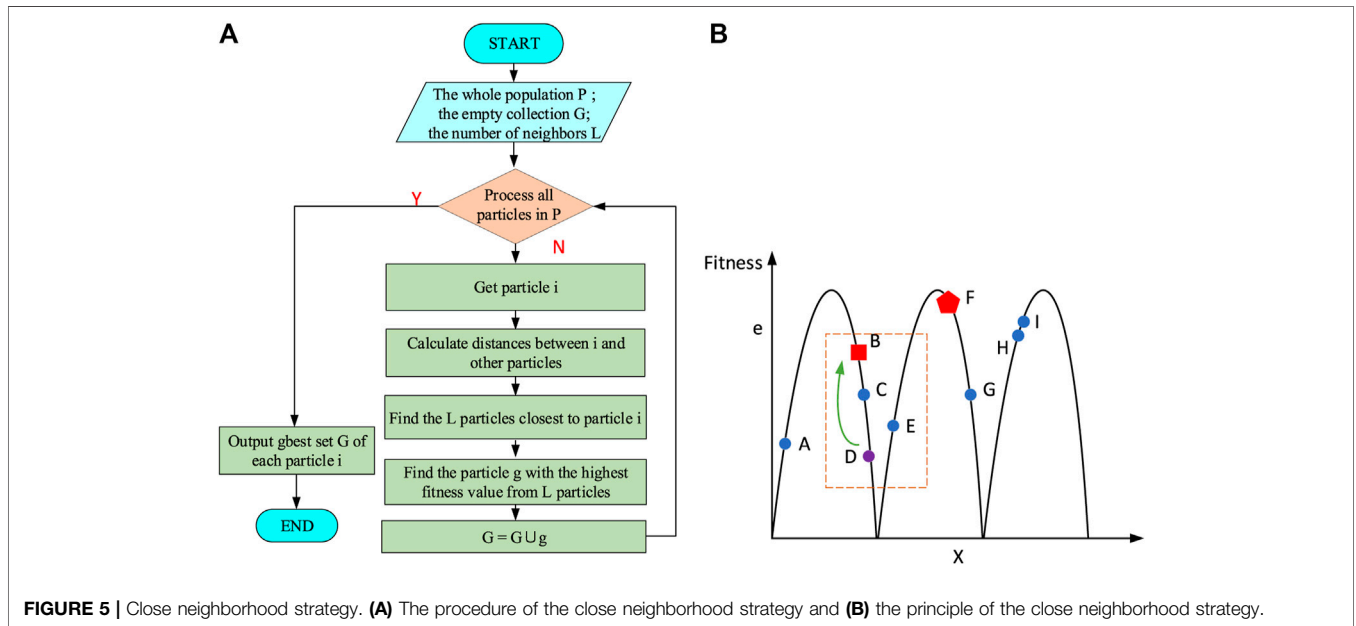 A
START
The whole population P ;
the empty collection G;
the number of neighbors L
Process all
particles in P
Y
N
Get particle i
Calculate distances between i and
other particles
Find the L particles closest to particle i
Find the particle g with the highest
fitness value from L particles
G = G∪g
Output gbest set G of
each particle i
END
B
Fitness
e
A
B
C
D
E
F
G
H
I
X
FIGURE 5 | Close neighborhood strategy. (A) The procedure of the close neighborhood strategy and (B) the principle of the close neighborhood strategy.